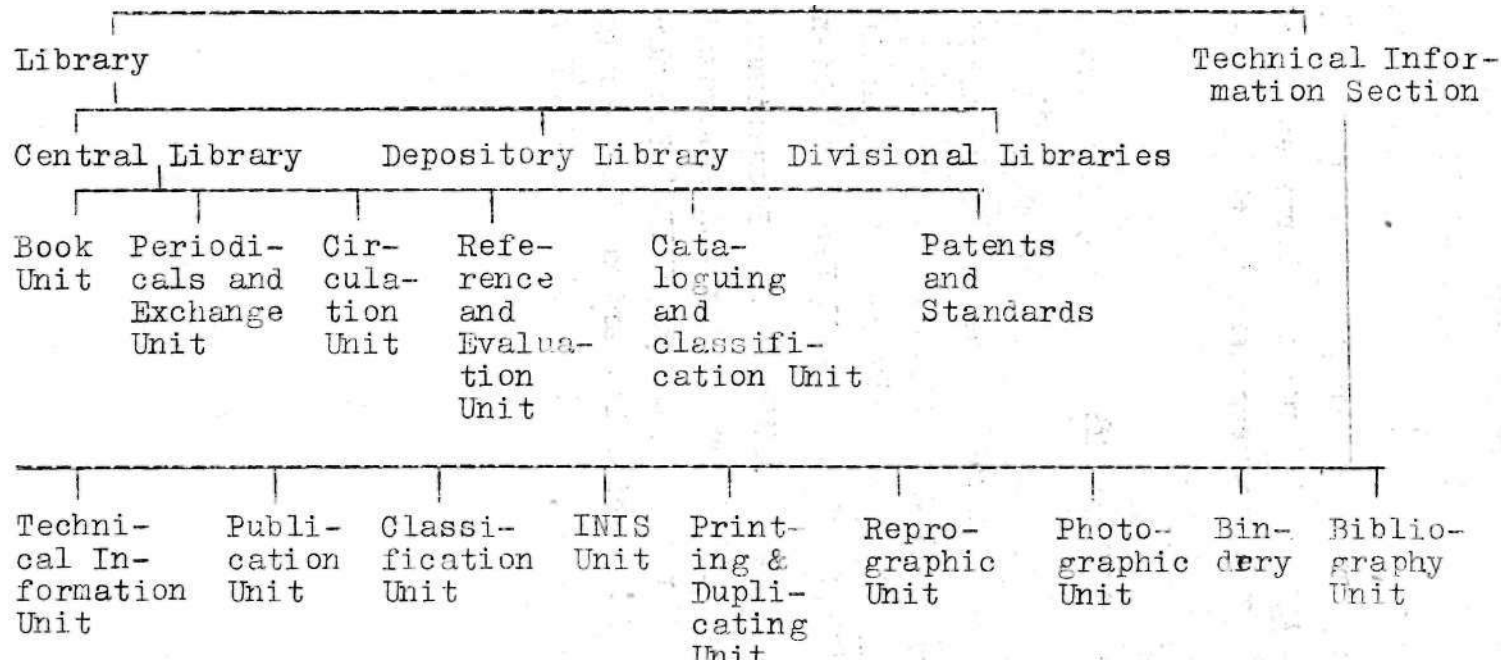 Library
Technical Infor-
mation Section
Central Library
Depository Library
Divisional Libraries
Book
Unit
Periodi-
cals and
Exchange
Unit
Cir-
cula-
tion
Unit
Refe-
rence
and
Evalua-
tion
Unit
Cata-
loguing
and
classifi-
cation Unit
Patents
and
Standards
Techni-
cal In-
formation
Unit
Publi-
cation
Unit
Classi-
fication
Unit
INIS
Unit
Print-
ing &
Dupli-
cating
Unit
Repro-
graphic
Unit
Photo-
graphic
Unit
Bin-
dery
Biblio-
graphy
Unit